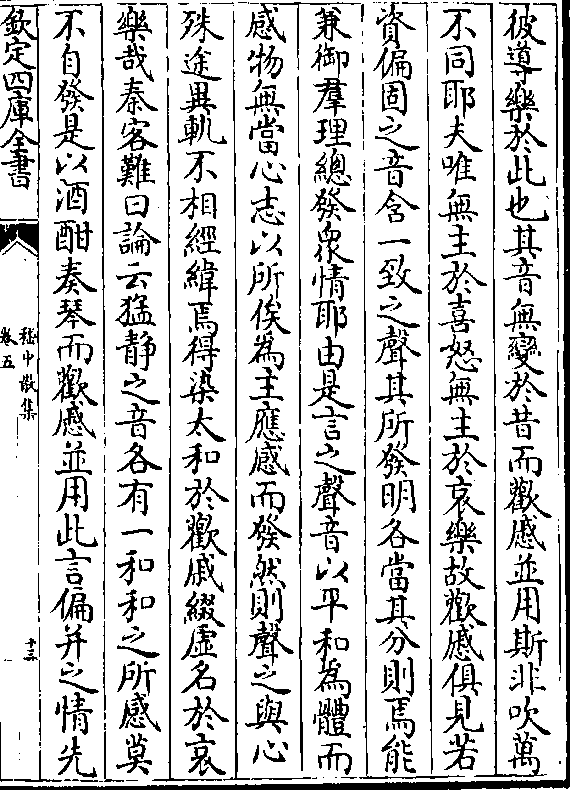 彼導樂於此也其音無變於昔而歡慼並用斯非吹萬
不同耶夫唯無主於喜怒無主於哀樂故歡慼俱見若
資偏固之音含一致之聲其所發明各當其分則焉能
兼御羣理總發衆情耶由是言之聲音以平和為體而
感物無當心志以所俟為主應感而發然則聲之與心
殊途異軌不相經緯焉得染太和於歡慼綴虛名於哀
樂哉秦客難曰論云猛静之音各有一和和之所感莫
不自發是以酒酣奏琴而歡慼並用此言偏并之情先
欽定四庫全書
嵇中散集
卷五
十三